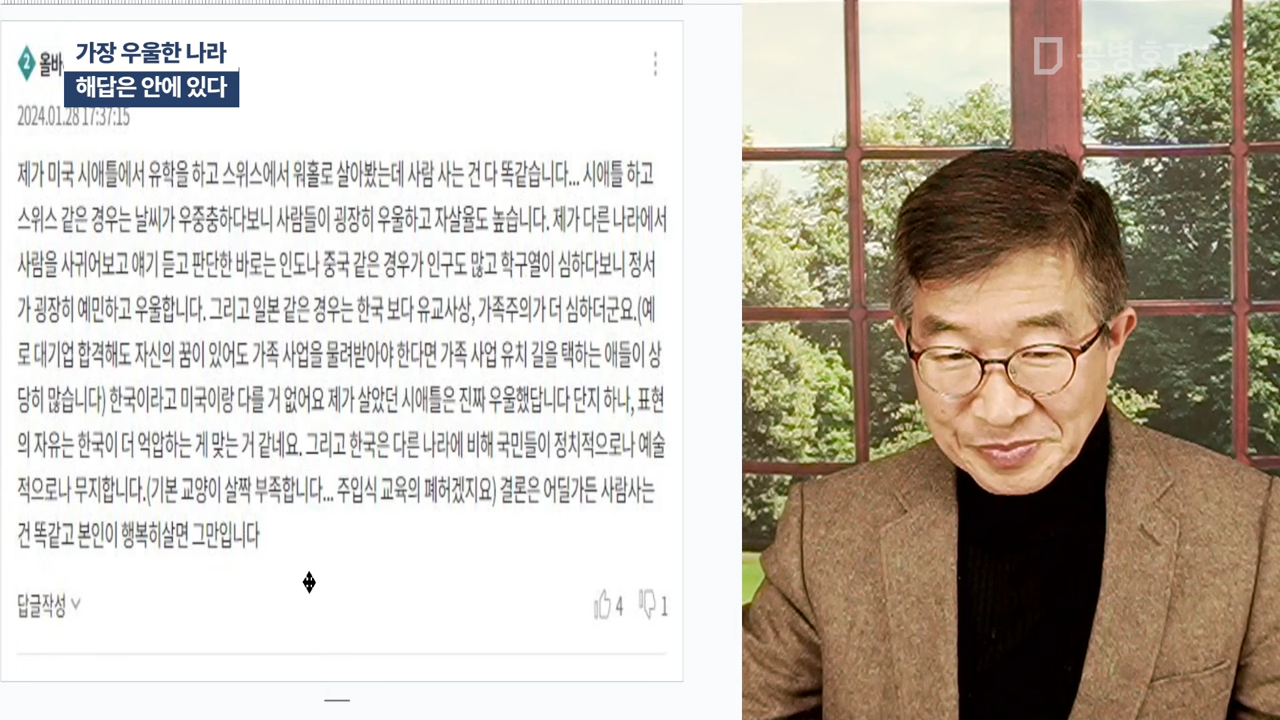 가장 우울한 나라
해답은 안에 있다
2 올바
2024.01.28 17:37:15
제가 미국 시애틀에서 유학을 하고 스위스에서 워홀로 살아봤는데 사람 사는 건 다 똑같습니다... 시애틀 하고
스위스 같은 경우는 날씨가 우중충하다보니 사람들이 굉장히 우울하고 자살율도 높습니다. 제가 다른 나라에서
사람을 사귀어보고 얘기 듣고 판단한 바로는 인도나 중국 같은 경우가 인구도 많고 학구열이 심하다보니 정서
가 굉장히 예민하고 우울합니다. 그리고 일본 같은 경우는 한국 보다 유교사상, 가족주의가 더 심하더군요.(예
로 대기업 합격해도 자신의 꿈이 있어도 가족 사업을 물려받아야 한다면 가족 사업 유치 길을 택하는 애들이 상
당히 많습니다) 한국이라고 미국이랑 다를 거 없어요 제가 살았던 시애틀은 진짜 우울했답니다 단지 하나, 표현
의 자유는 한국이 더 억압하는 게 맞는 거 같네요. 그리고 한국은 다른 나라에 비해 국민들이 정치적으로나 예술
적으로나 무지합니다.(기본 교양이 살짝 부족합니다... 주입식 교육의 폐허겠지요) 결론은 어딜가든 사람사는
건 똑같고 본인이 행복히살면 그만입니다
답글작성
4 1
공병호TV